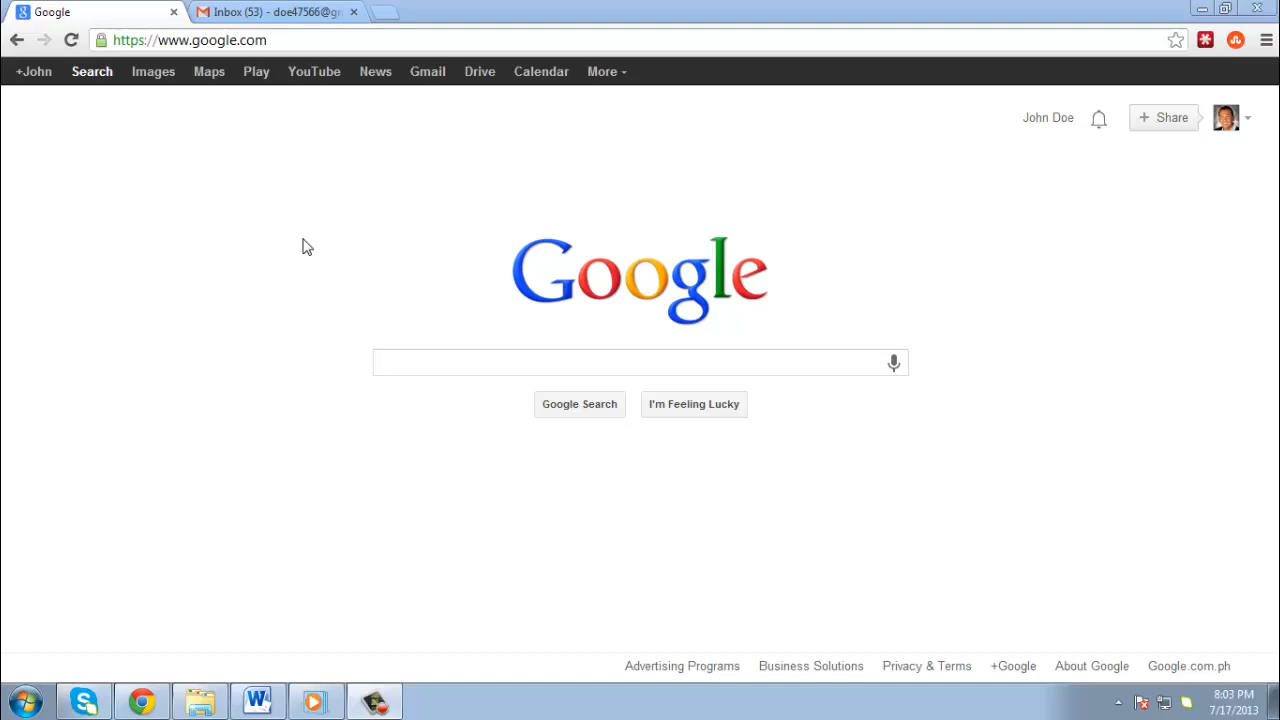 Google
Inbox (53) - doe47566@gm
https://www.google.com
+John Search Images Maps Play YouTube News Gmail Drive Calendar More
John Doe + Share
Google
Google Search I'm Feeling Lucky
Advertising Programs Business Solutions Privacy & Terms +Google About Google Google.com.ph
8:03 PM
7/17/2013